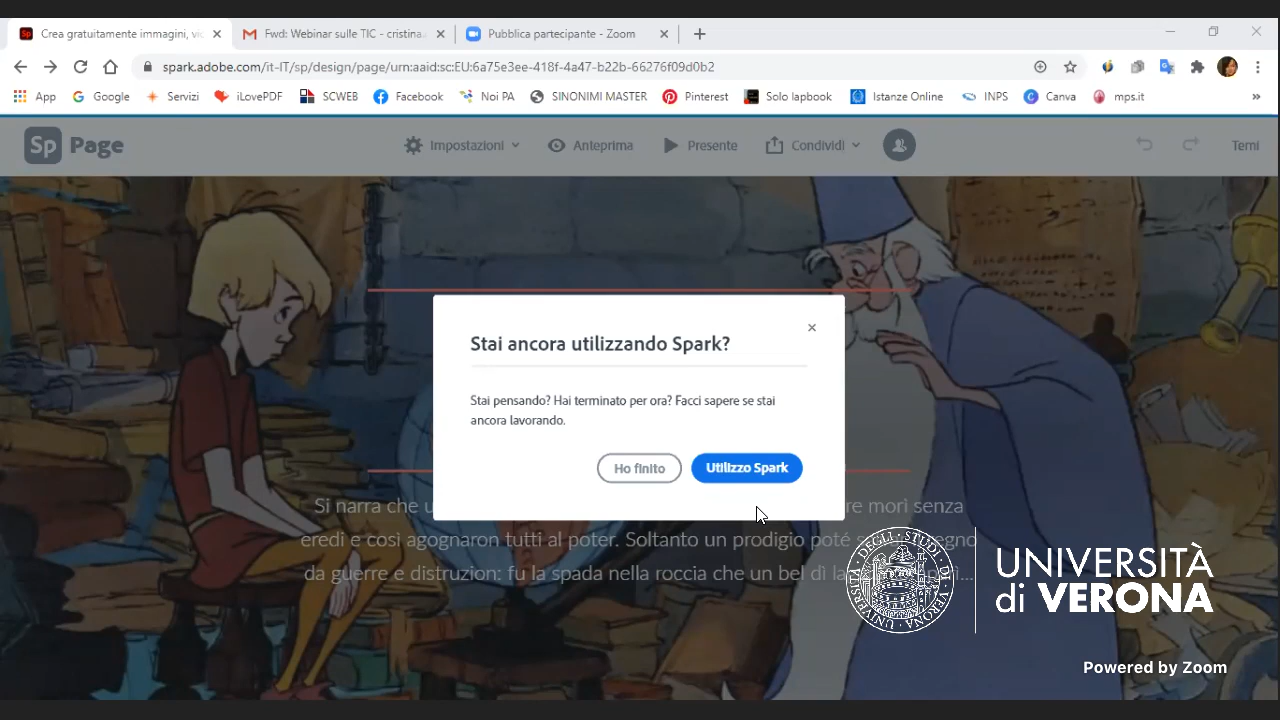 Crea gratuitamente immagini, vic
Fwd: Webinar sulle TIC - cristina.
Pubblica partecipante - Zoom
spark.adobe.com/it-IT/sp/design/page/urn:aaid:sc:EU:6a75e3ee-418f-4a47-b22b-66276f09d0b2
App Google Servizi iLovePDF SCWEB Facebook Noi PA SINONIMI MASTER Pinterest Solo lapbook Istanze Online INPS Canva mps.it »
Sp Page Impostazioni Anteprima Presente Condividi Temi
Stai ancora utilizzando Spark?
Stai pensando? Hai terminato per ora? Facci sapere se stai
ancora lavorando.
Ho finito Utilizzo Spark
Si narra che u re morì senza
eredi e così agognaron tutti al poter. Soltanto un prodigio poté egno
da guerre e distruzion: fu la spada nella roccia che un bel dì la
UNIVERSITÀ
di VERONA
Powered by Zoom